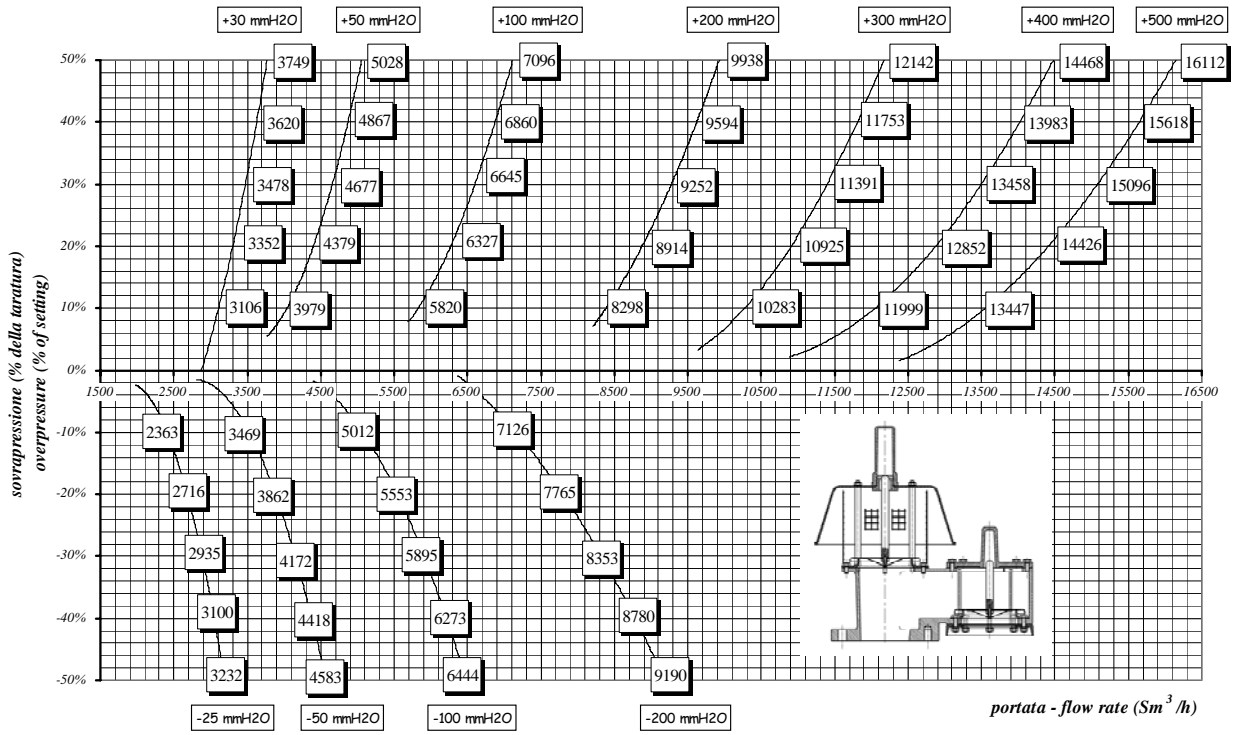 +30 mmH2O +50 mmH2O +100 mmH2O +200 mmH2O +300 mmH2O +400 mmH2O +500 mmH2O
50% 3749 5028 7096 9938 12142 14468 16112
40% 3620 4867 6860 9594 11753 13983 15618
30% 3478 4677 6645 9252 11391 13458 15096
20% 3352 4379 6327 8914 10925 12852 14426
10% 3106 3979 5820 8298 10283 11999 13447
0%
1500 2500 3500 4500 5500 6500 7500 8500 9500 10500 11500 12500 13500 14500 15500 16500
-10% 2363 3469 5012 7126
-20% 2716 3862 5553 7765
-30% 2935 4172 5895 8353
-40% 3100 4418 6273 8780
-50% 3232 4583 6444 9190
-25 mmH2O -50 mmH2O -100 mmH2O -200 mmH2O
sovrapressione (% della taratura)
overpressure (% of setting)
portata - flow rate (Sm³/h)